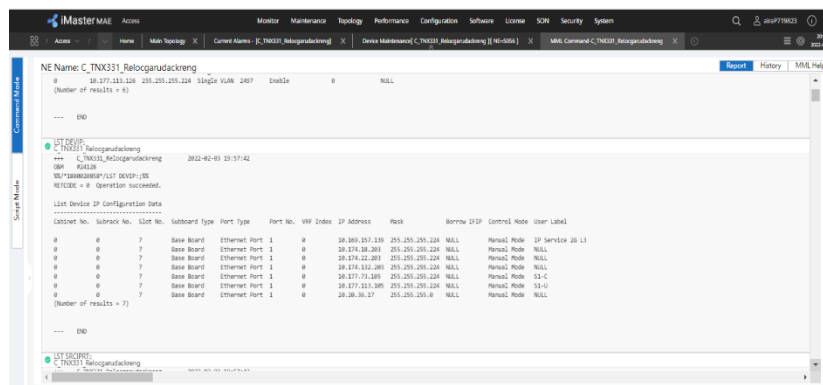 iMaster MAE Access Monitor Maintenance Topology Performance Configuration Software License SON Security System
Access Home Main Topology X Current Alarms - [C_TNX331_Relocgarudackreng] X Device Maintenance[ C_TNX331_Relocgarudackreng ][ NE=5056 ] X MML Command-C_TNX331_Relocgarudackreng X
NE Name: C_TNX331_Relocgarudackreng Report History MML Help
Command Mode
Script Mode
0 10.177.113.126 255.255.255.224 Single VLAN 2497 Enable 0 NULL
(Number of results = 6)
--- END
LST DEVIP:;
C_TNX331_Relocgarudackreng
+++ C_TNX331_Relocgarudackreng 2022-02-03 19:57:42
O&M #24126
%%/*1880028058*/LST DEVIP:;%%
RETCODE = 0 Operation succeeded.
List Device IP Configuration Data
---------------------------------
Cabinet No. Subrack No. Slot No. Subboard Type Port Type Port No. VRF Index IP Address Mask Borrow IFIP Control Mode User Label
0 0 7 Base Board Ethernet Port 1 0 10.169.157.139 255.255.255.224 NULL Manual Mode IP Service 2G L3
0 0 7 Base Board Ethernet Port 1 0 10.174.18.203 255.255.255.224 NULL Manual Mode NULL
0 0 7 Base Board Ethernet Port 1 0 10.174.22.203 255.255.255.224 NULL Manual Mode NULL
0 0 7 Base Board Ethernet Port 1 0 10.174.132.203 255.255.255.224 NULL Manual Mode NULL
0 0 7 Base Board Ethernet Port 1 0 10.177.73.105 255.255.255.224 NULL Manual Mode S1-C
0 0 7 Base Board Ethernet Port 1 0 10.177.113.105 255.255.255.224 NULL Manual Mode S1-U
0 0 7 Base Board Ethernet Port 1 0 20.20.36.17 255.255.255.0 NULL Manual Mode NULL
(Number of results = 7)
--- END
LST SRCIPRT:;
C_TNX331_Relocgarudackreng